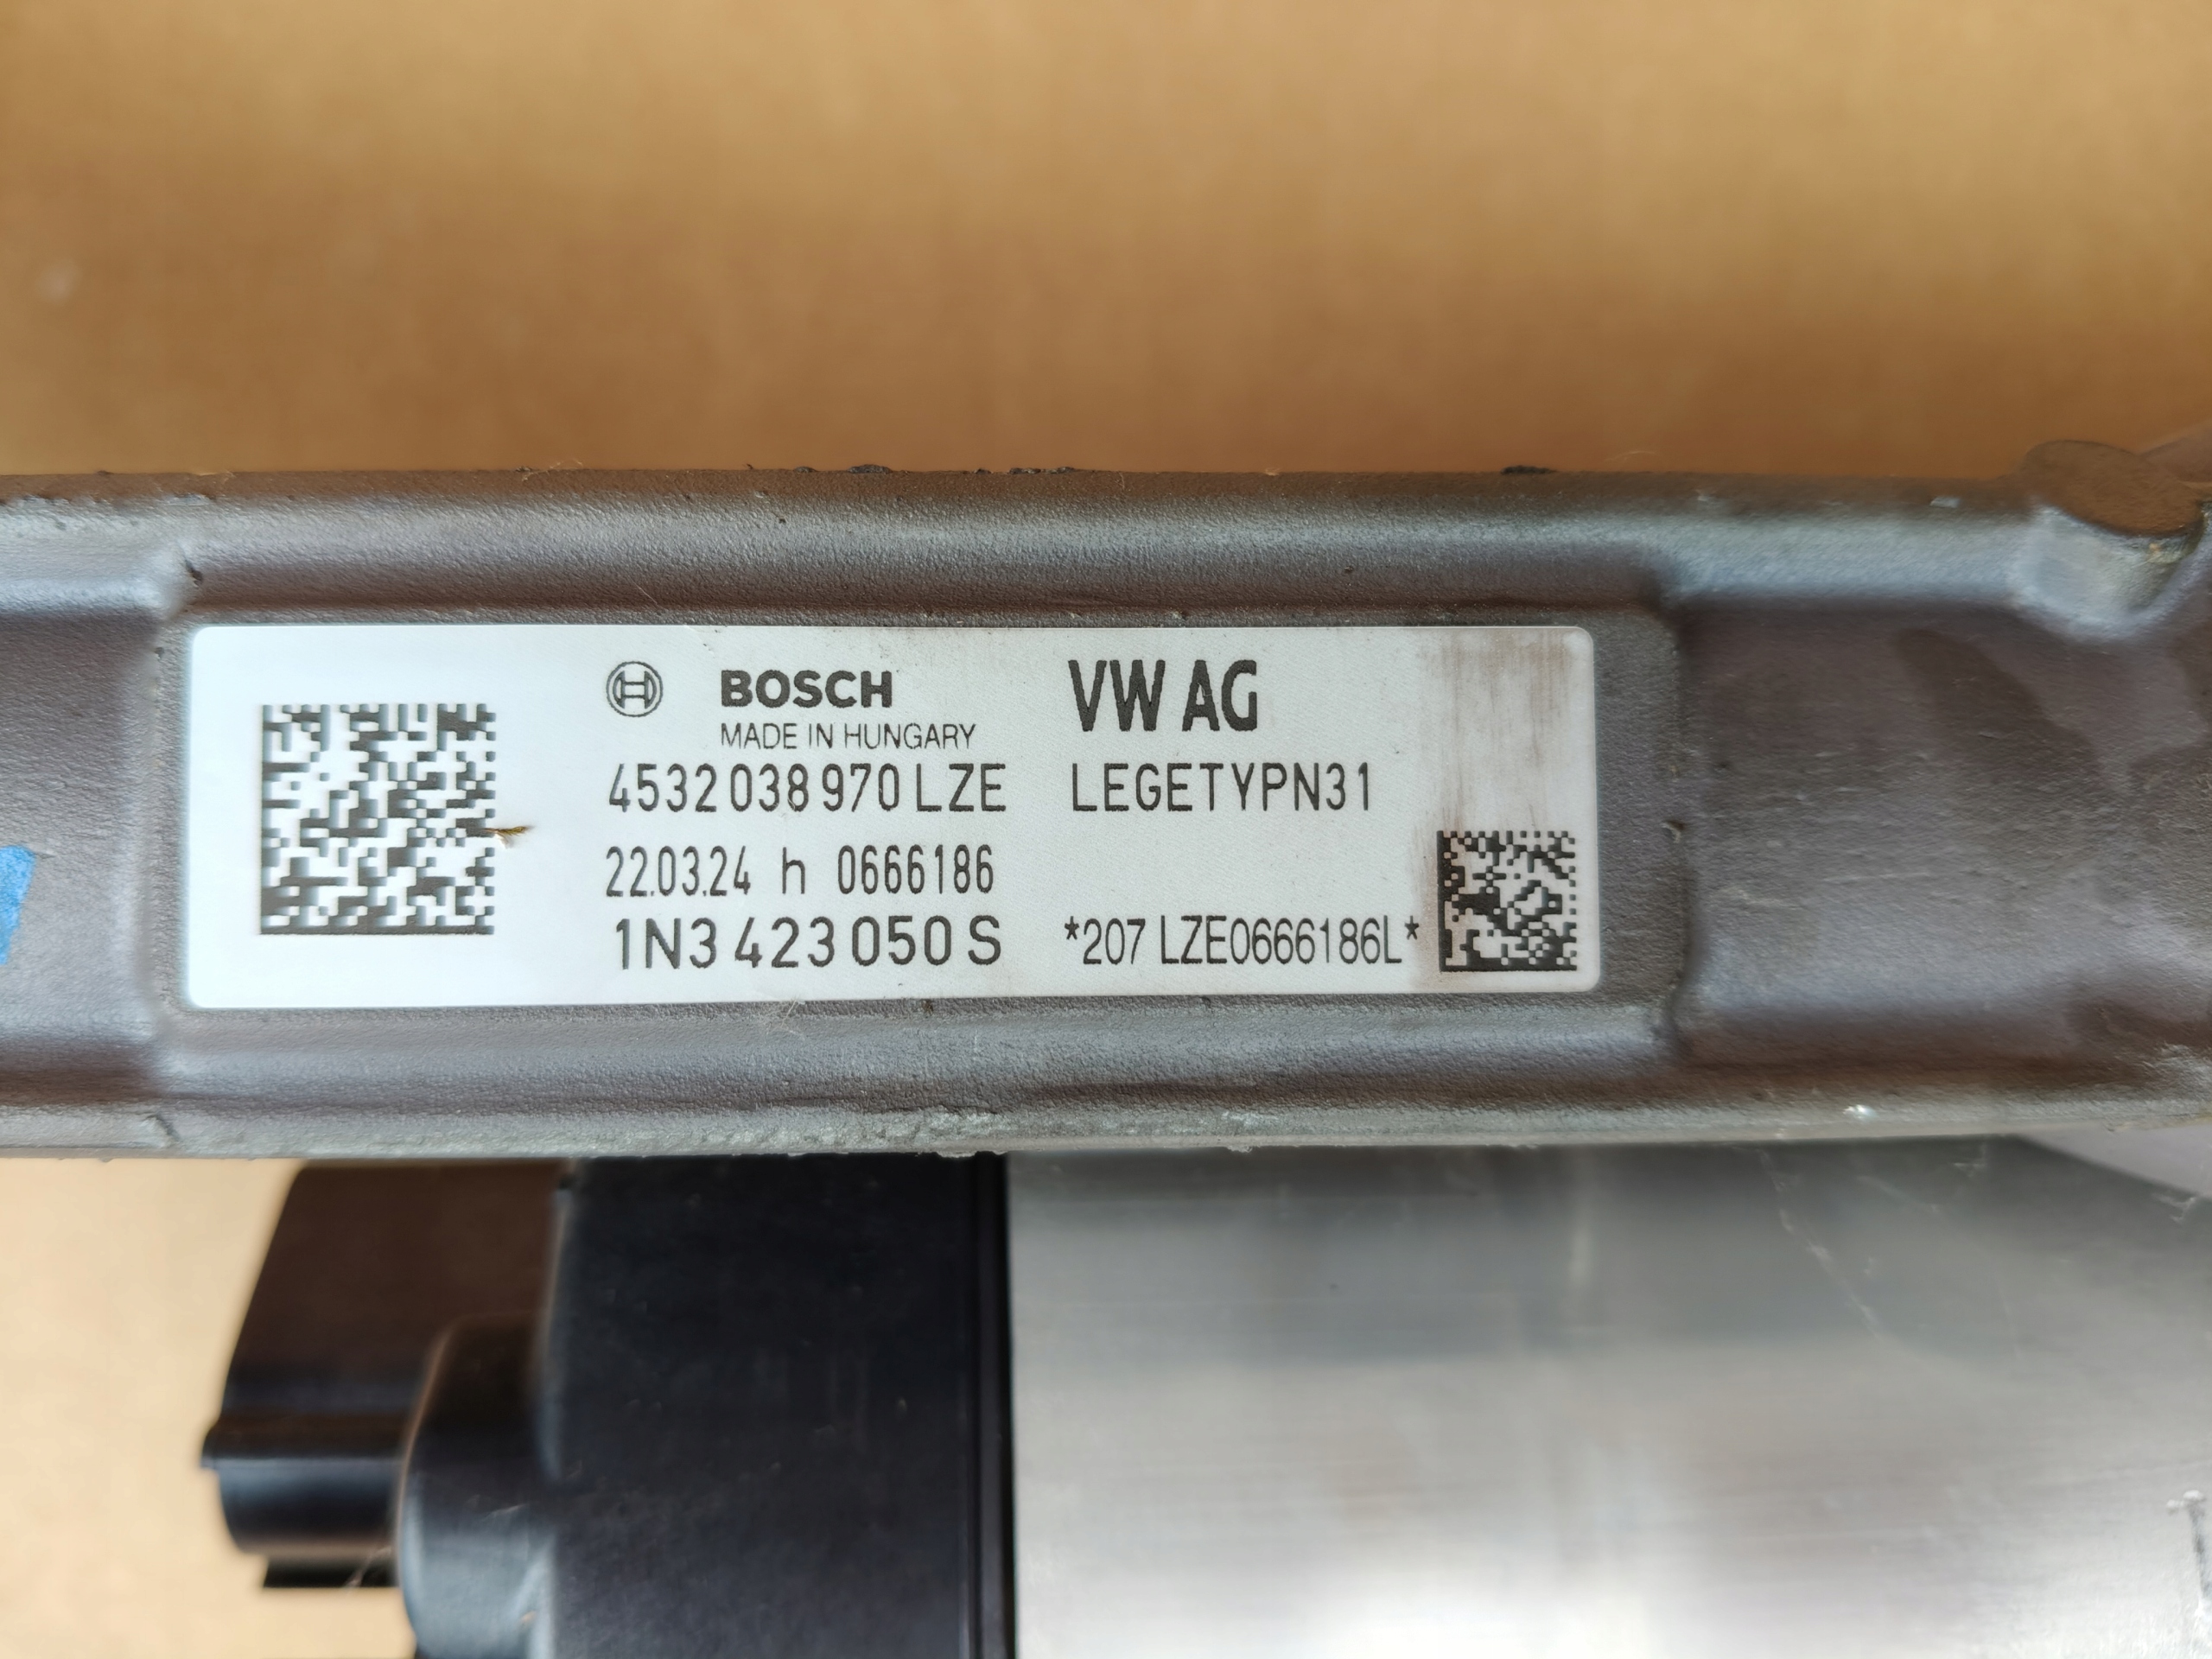 BOSCH
MADE IN HUNGARY
4532 038 970 LZE
22.03.24 h 0666186
1N3 423 050 S
VW AG
LEGETYPN31
*207 LZE0666186L*